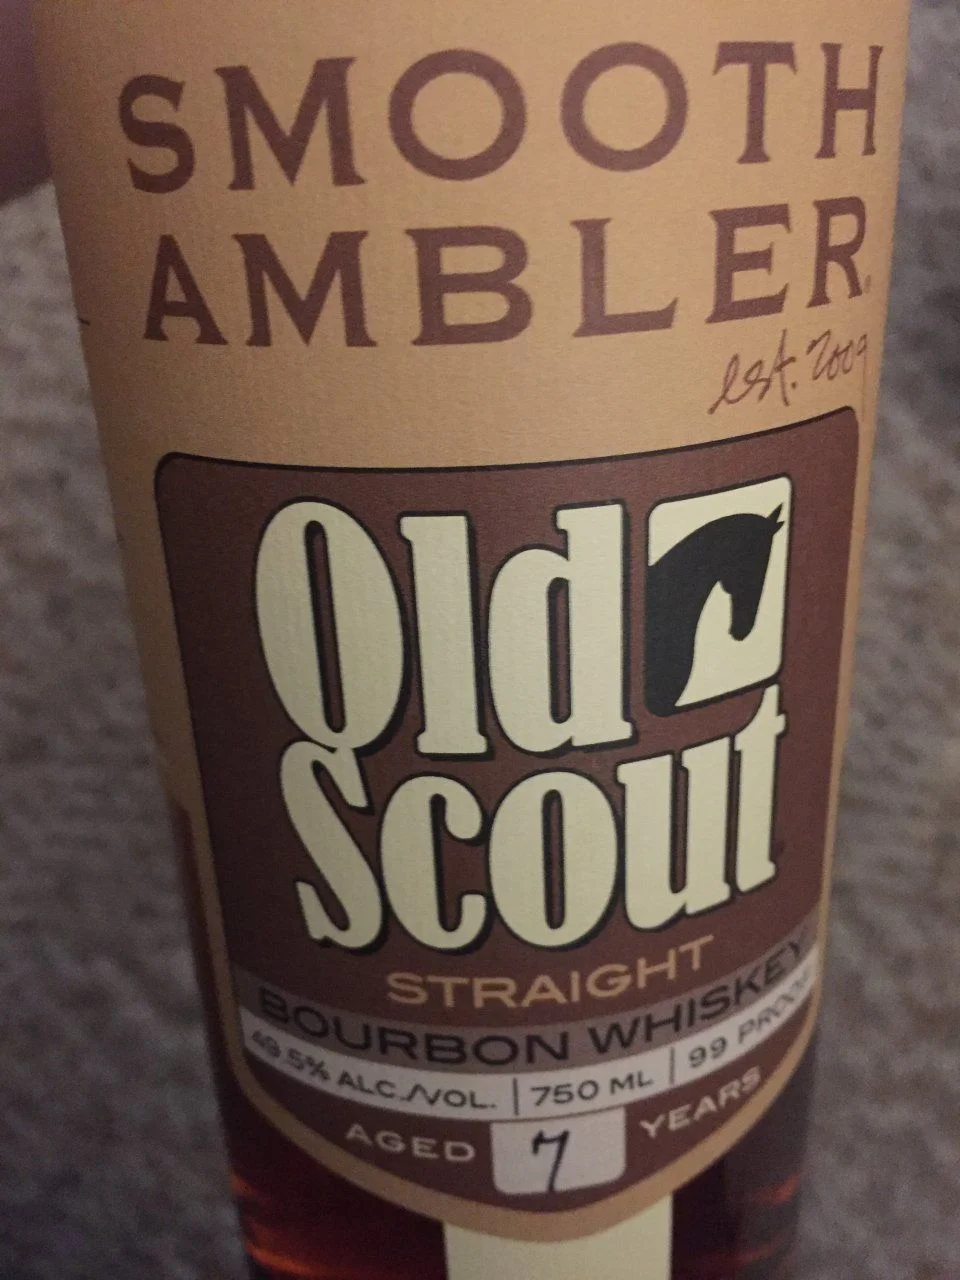 SMOOTH
AMBLER®
est. 2009
Old
Scout
STRAIGHT
BOURBON WHISKEY
49.5% ALC./VOL. | 750 ML | 99 PROOF
AGED 7 YEARS